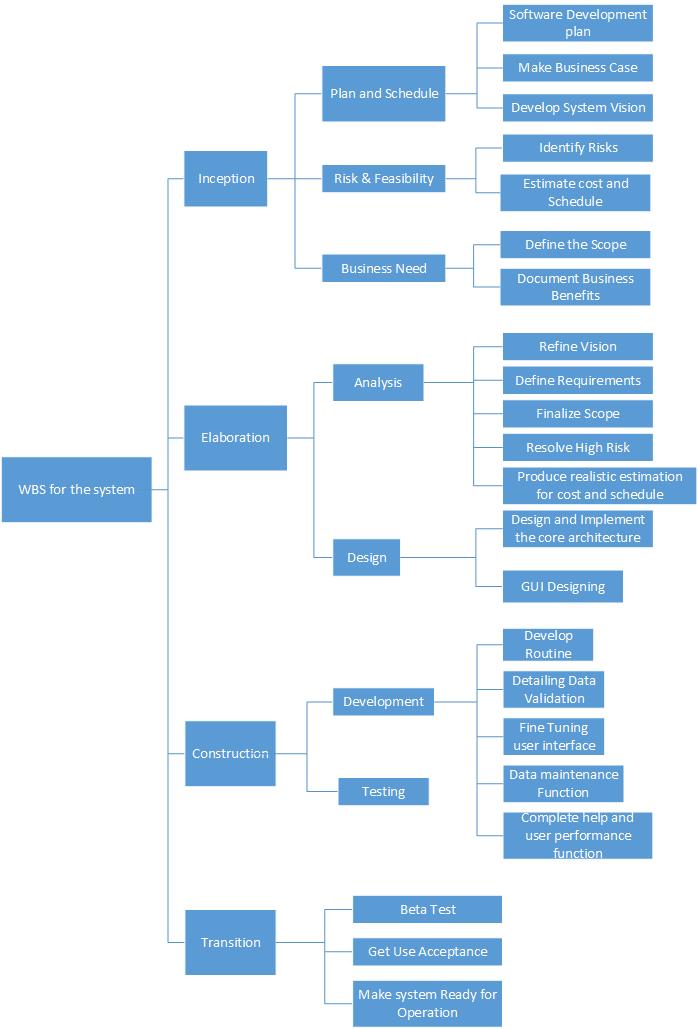 WBS for the system
Inception
Plan and Schedule
Software Development
plan
Make Business Case
Develop System Vision
Risk & Feasibility
Identify Risks
Estimate cost and
Schedule
Business Need
Define the Scope
Document Business
Benefits
Elaboration
Analysis
Refine Vision
Define Requirements
Finalize Scope
Resolve High Risk
Produce realistic estimation
for cost and schedule
Design
Design and Implement
the core architecture
GUI Designing
Construction
Development
Develop
Routine
Detailing Data
Validation
Fine Tuning
user interface
Data maintenance
Function
Complete help and
user performance
function
Testing
Transition
Beta Test
Get Use Acceptance
Make system Ready for
Operation